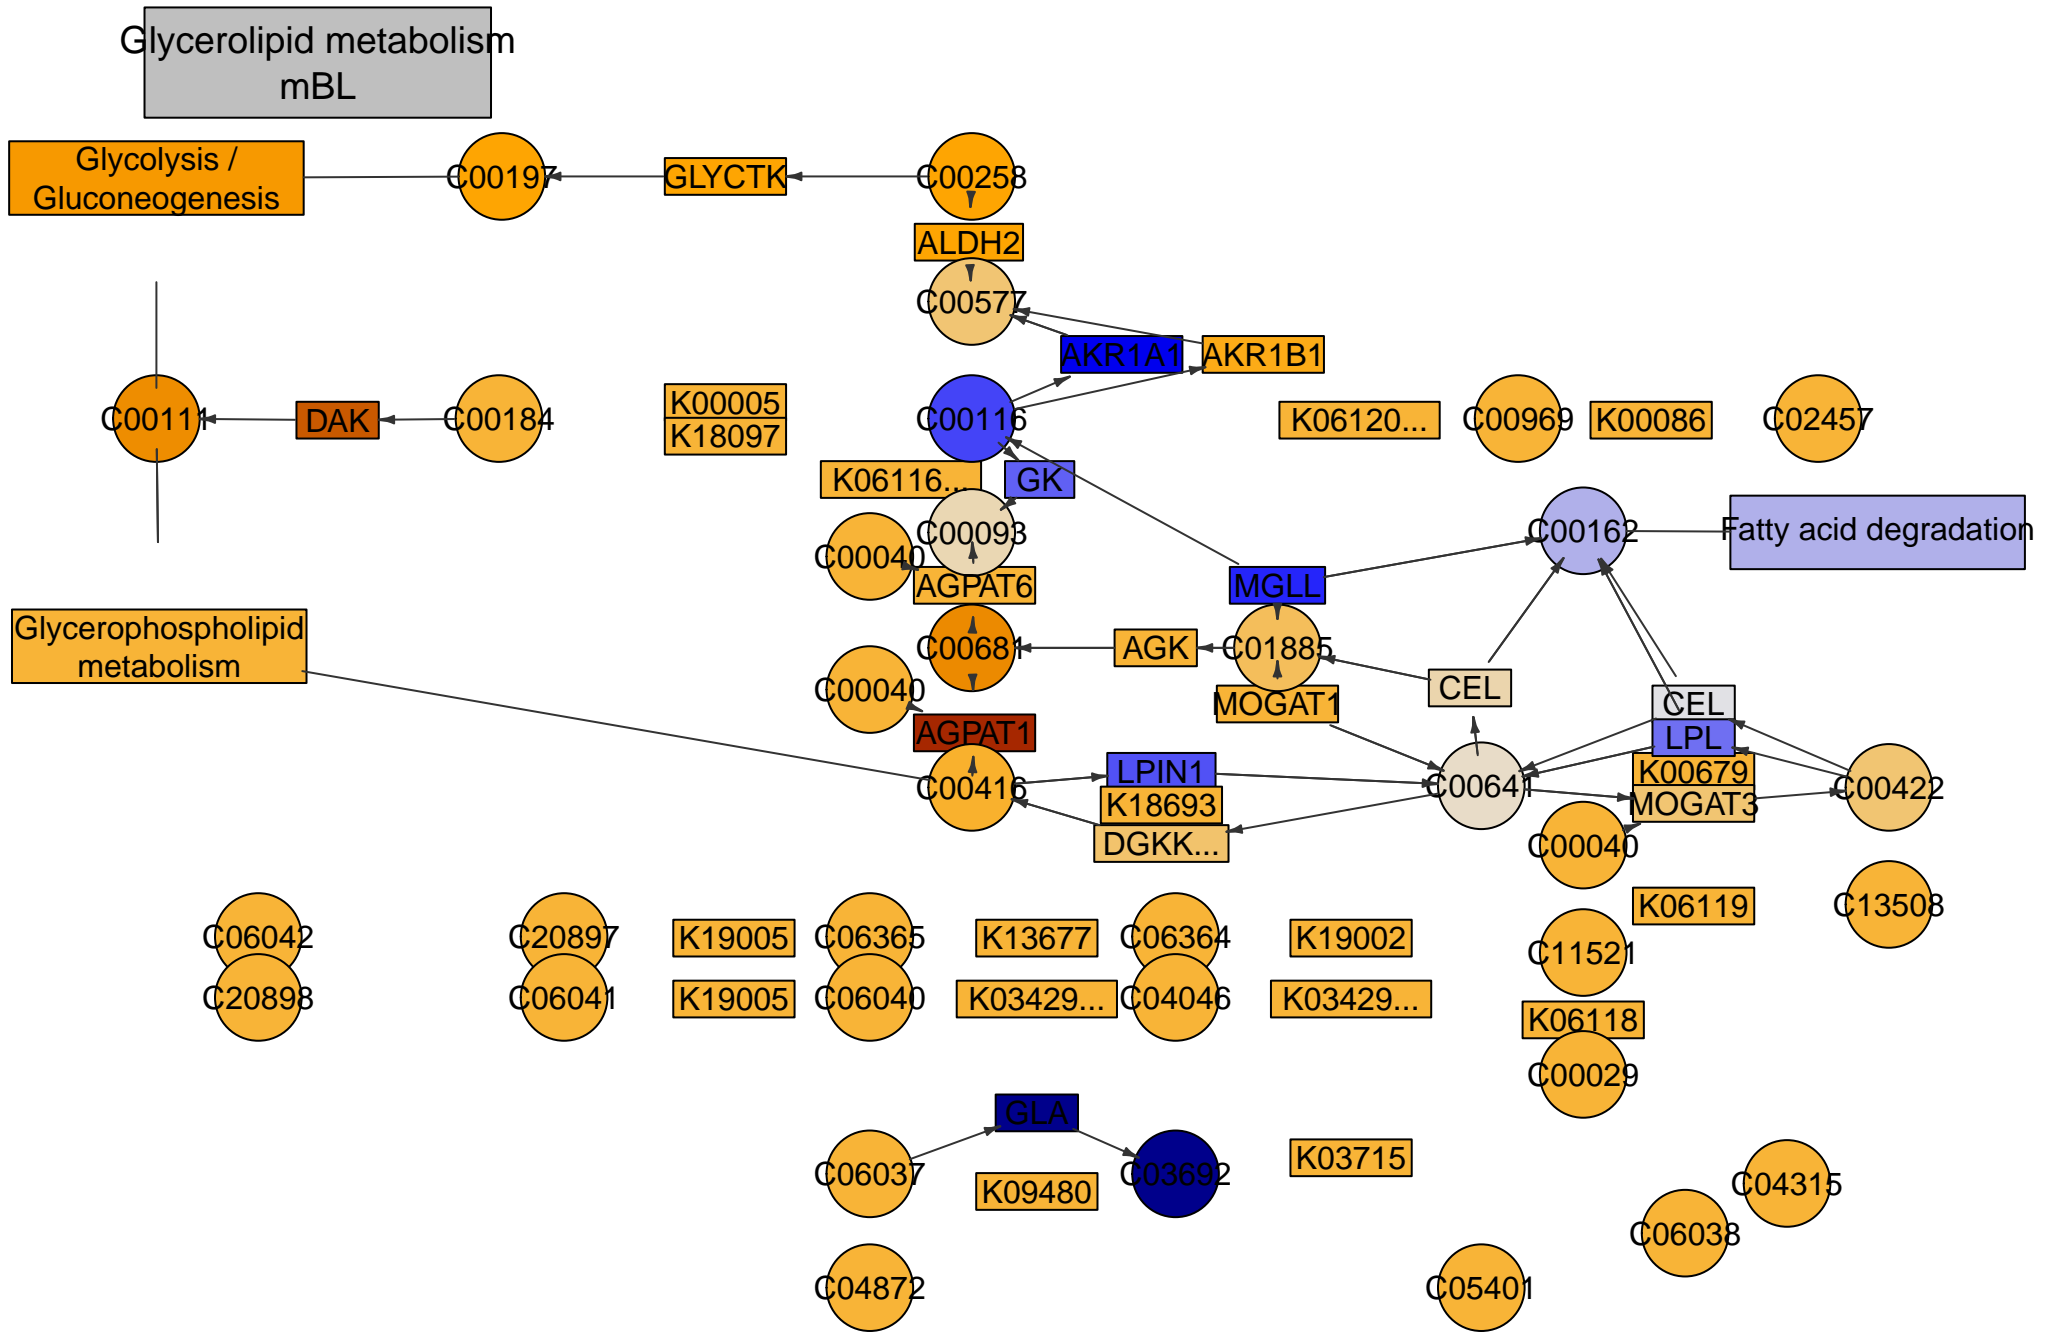 Glycerolipid metabolism
mBL
Glycolysis /
Gluconeogenesis
C00197
GLYCTK
C00258
ALDH2
C00577
AKR1A1
AKR1B1
C00111
DAK
C00184
K00005
K18097
C00116
K06120...
C00969
K00086
C02457
K06116...
GK
C00093
C00162
Fatty acid degradation
C00040
AGPAT6
MGLL
Glycerophospholipid
metabolism
C00681
AGK
C01885
C00040
CEL
MOGAT1
CEL
AGPAT1
LPL
LPIN1
K00679
C00416
C00641
C00422
K18693
MOGAT3
DGKK...
C00040
K06119
C13508
C06042
C20897
K19005
C06365
K13677
C06364
K19002
C11521
C20898
C06041
K19005
C06040
K03429...
C04046
K03429...
K06118
C00029
GLA
C06037
K09480
C03692
K03715
C04315
C06038
C04872
C05401